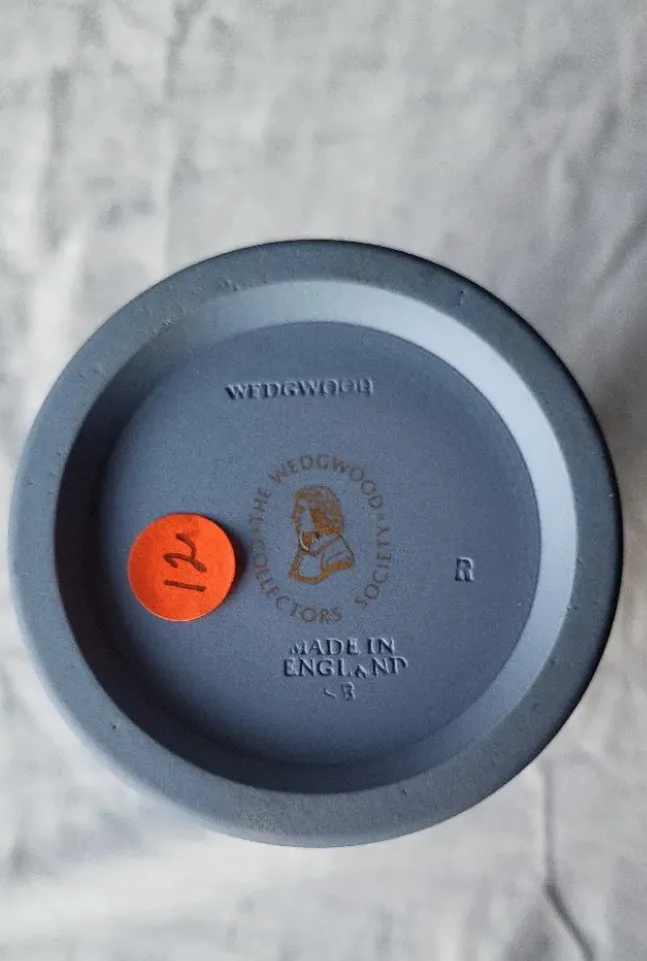 WEDGWOOD
THE WEDGWOOD
COLLECTORS SOCIETY
12
R
MADE IN
ENGLAND